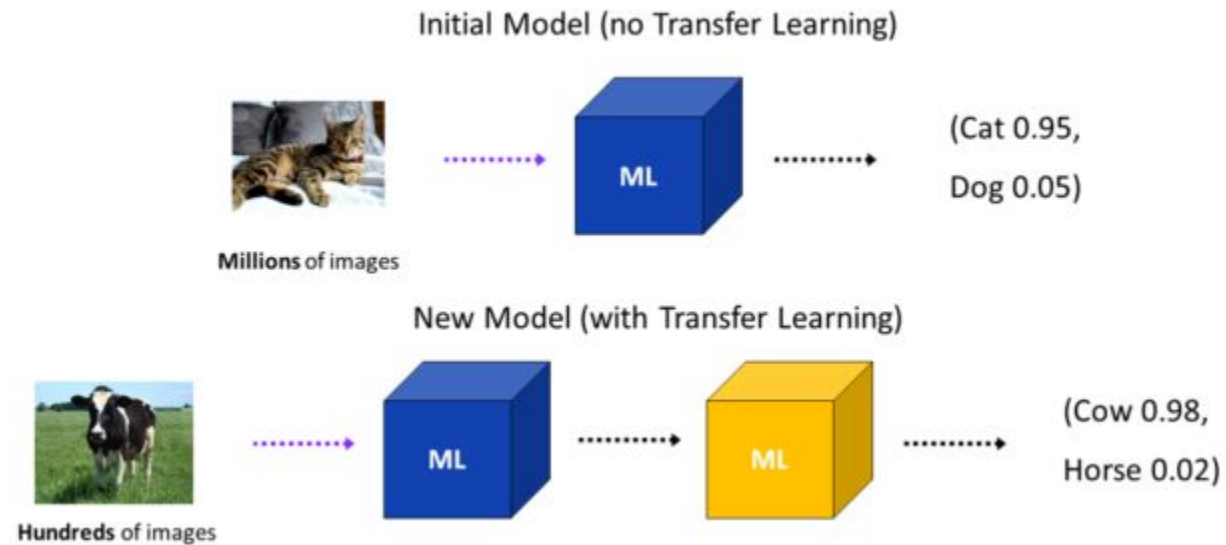 Initial Model (no Transfer Learning)
ML
(Cat 0.95,
Dog 0.05)
Millions of images
New Model (with Transfer Learning)
ML
ML
(Cow 0.98,
Horse 0.02)
Hundreds of images